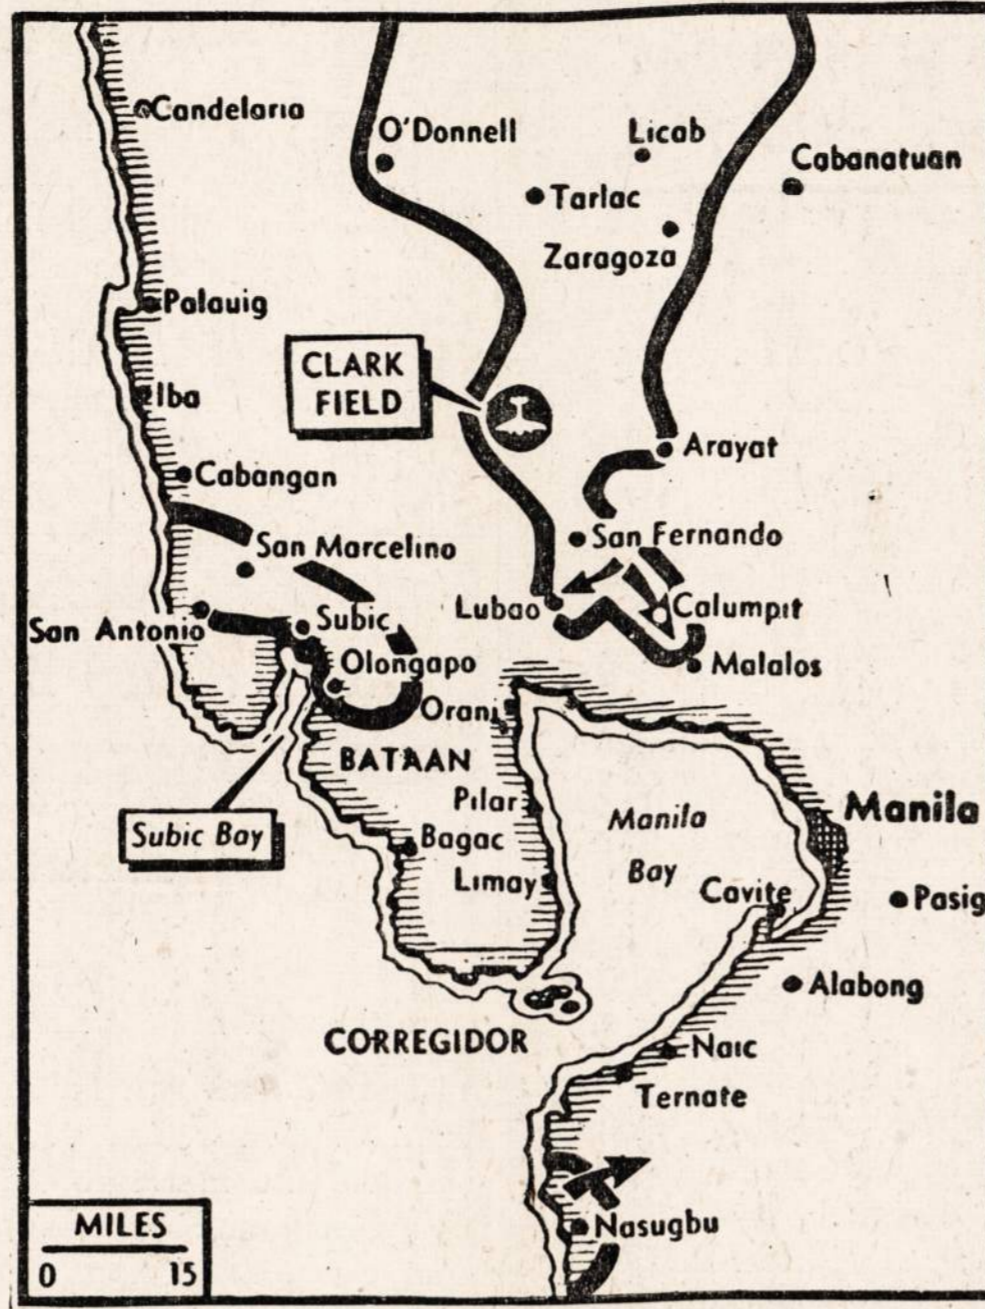 Candelaria
O'Donnell
Licab
Cabanatuan
Tarlac
Zaragoza
Palauig
CLARK
FIELD
Iba
Arayat
Cabangan
San Fernando
San Marcelino
Lubao
Calumpit
San Antonio
Subic
Malalos
Olongapo
Orani
BATAAN
Pilar
Manila
Manila
Bay
Subic Bay
Bagac
Limay
Cavite
Pasig
Alabong
CORREGIDOR
Naic
Ternate
Nasugbu
MILES
0 15